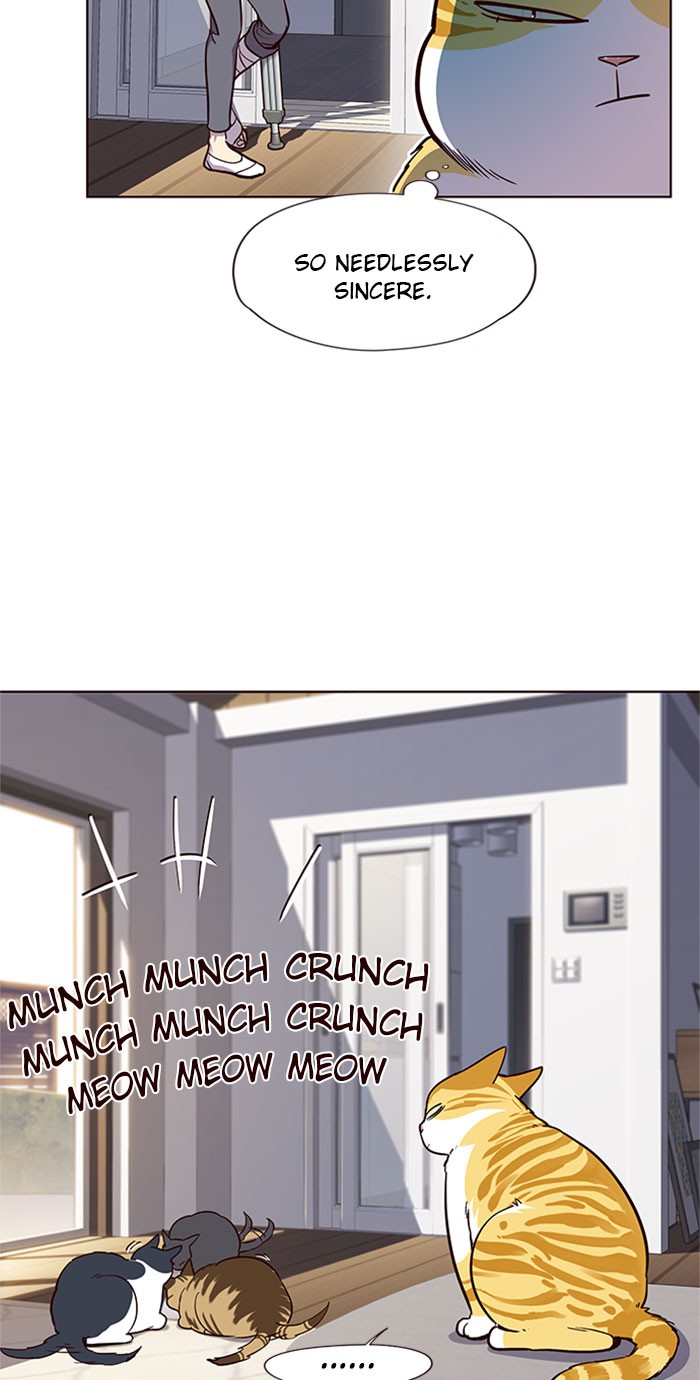 SO NEEDLESSLY
SINCERE.
MUNCH MUNCH CRUNCH
MUNCH MUNCH CRUNCH
MEOW MEOW MEOW
......